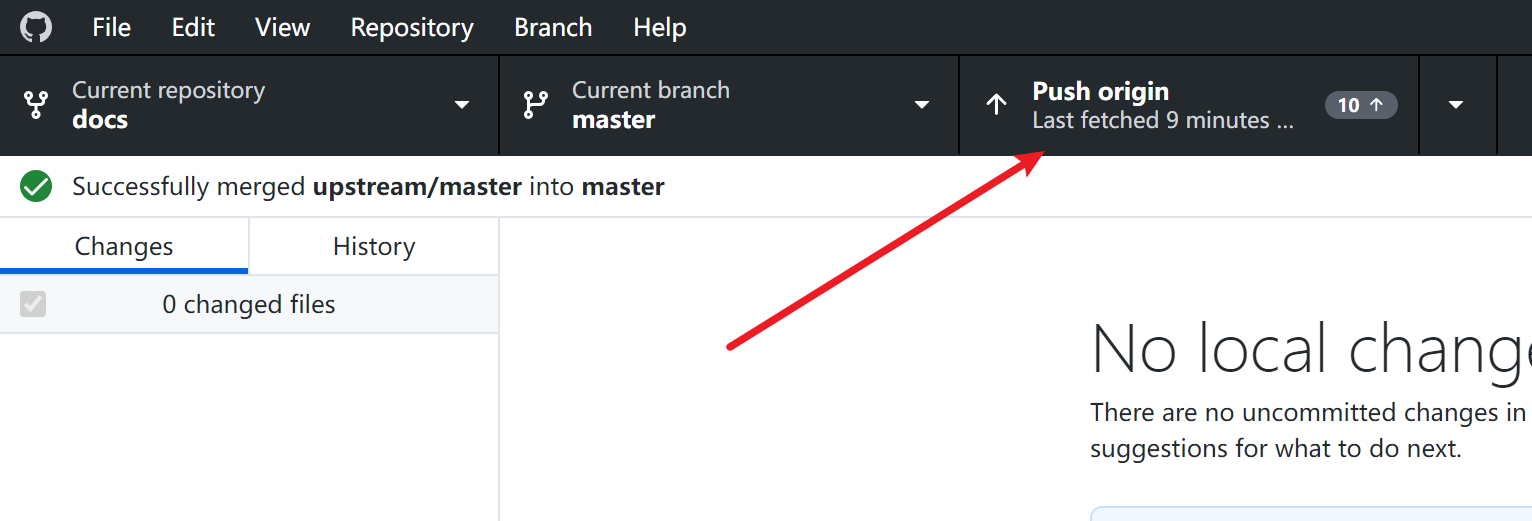 File Edit View Repository Branch Help
Current repository
docs
Current branch
master
Push origin
Last fetched 9 minutes ...
10
Successfully merged upstream/master into master
Changes
History
0 changed files
No local change
There are no uncommitted changes in
suggestions for what to do next.